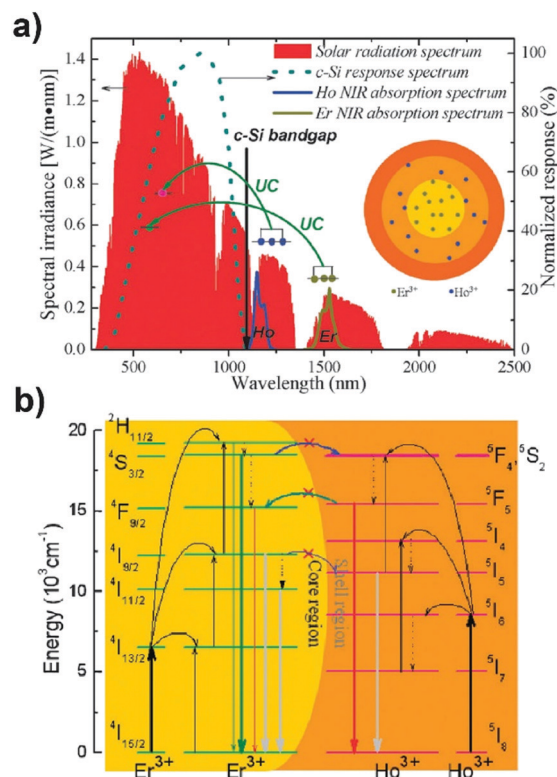 a)
Solar radiation spectrum
c-Si response spectrum
Ho NIR absorption spectrum
Er NIR absorption spectrum
c-Si bandgap
UC
UC
Ho
Er
Er³⁺
Ho³⁺
Spectral irradiance [W/(m•nm)]
1.4
1.2
1.0
0.8
0.6
0.4
0.2
0.0
Normalized response (%)
100
80
60
40
20
0
500 1000 1500 2000 2500
Wavelength (nm)
b)
Energy (10³cm⁻¹)
20
15
10
5
0
²H₁₁/₂
⁴S₃/₂
⁴F₉/₂
⁴I₉/₂
⁴I₁₁/₂
⁴I₁₃/₂
⁴I₁₅/₂
Core region
Shell region
⁵F₄,⁵S₂
⁵F₅
⁵I₄
⁵I₅
⁵I₆
⁵I₇
⁵I₈
Er³⁺ Er³⁺ Ho³⁺ Ho³⁺